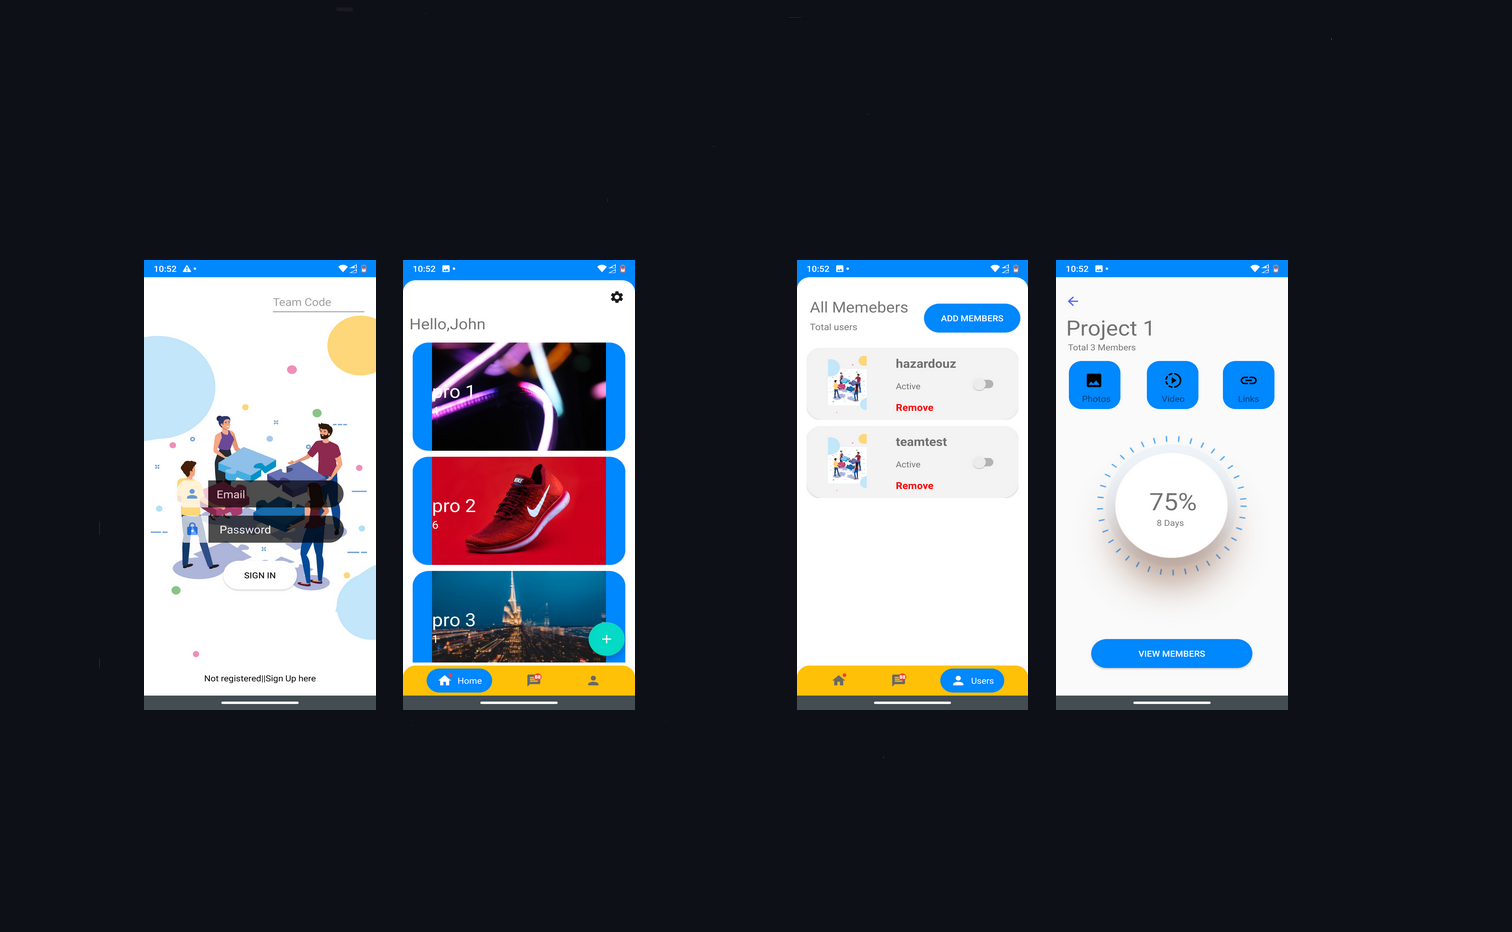 10:52
Team Code
Email
Password
SIGN IN
Not registered||Sign Up here
10:52
Hello,John
pro 1
pro 2
6
pro 3
1
Home
10:52
All Memebers
Total users
ADD MEMBERS
hazardouz
Active
Remove
teamtest
Active
Remove
Users
10:52
Project 1
Total 3 Members
Photos
Video
Links
75%
8 Days
VIEW MEMBERS